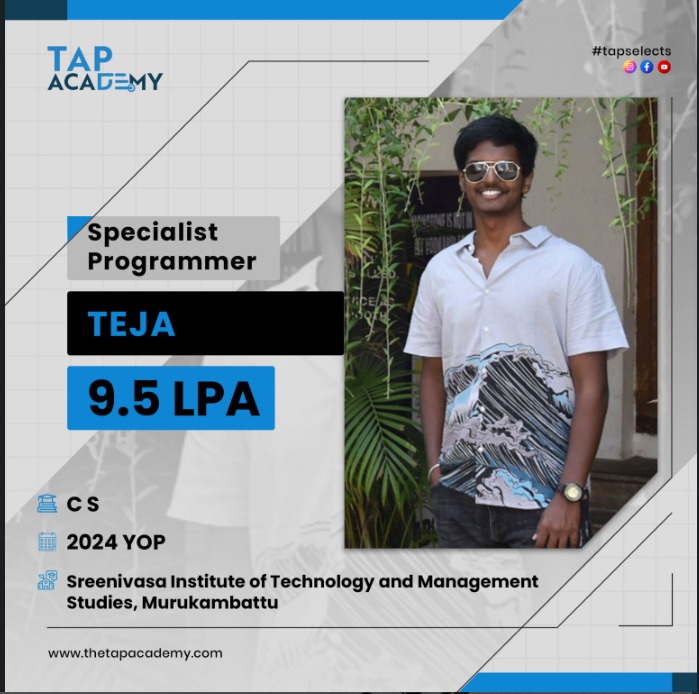 TAP
ACADEMY
#tapselects
Specialist
Programmer
TEJA
9.5 LPA
C S
2024 YOP
Sreenivasa Institute of Technology and Management
Studies, Murukambattu
www.thetapacademy.com